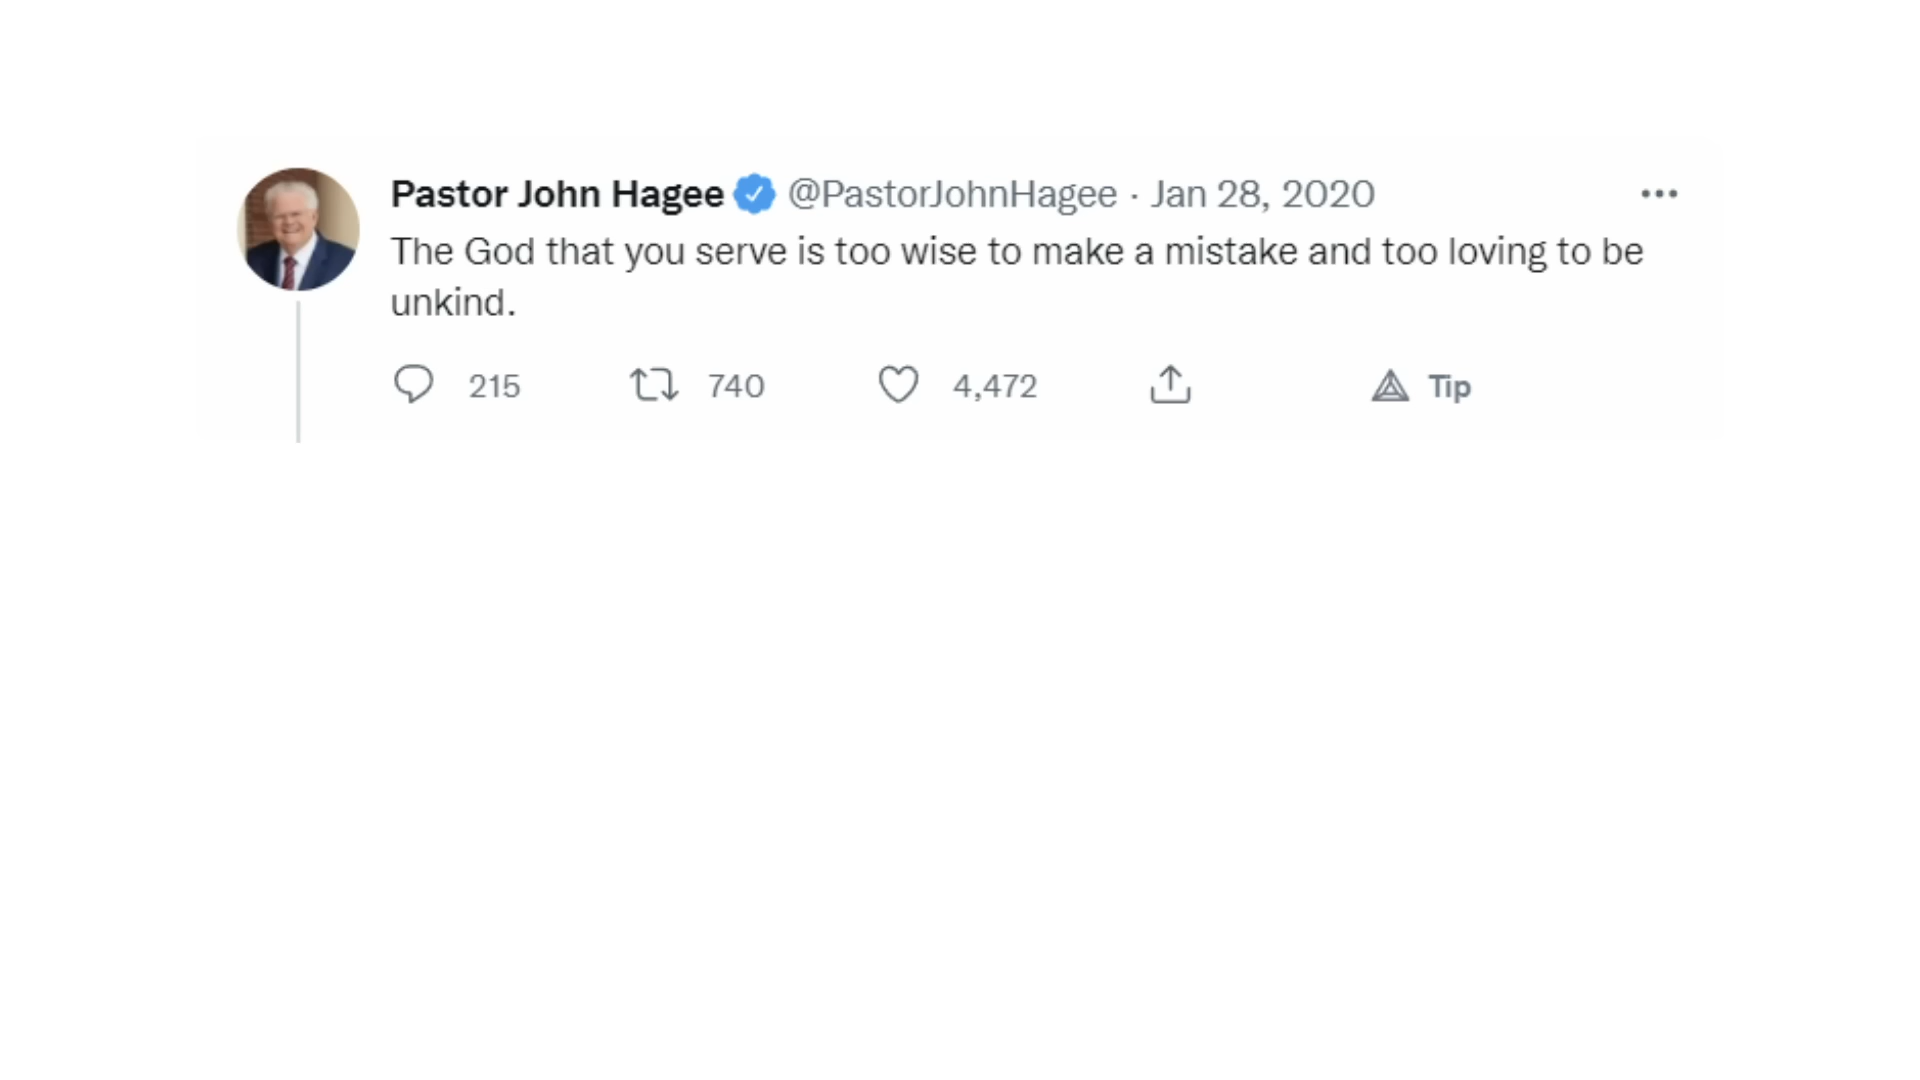 Pastor John Hagee @PastorJohnHagee · Jan 28, 2020
The God that you serve is too wise to make a mistake and too loving to be
unkind.
215 740 4,472 Tip